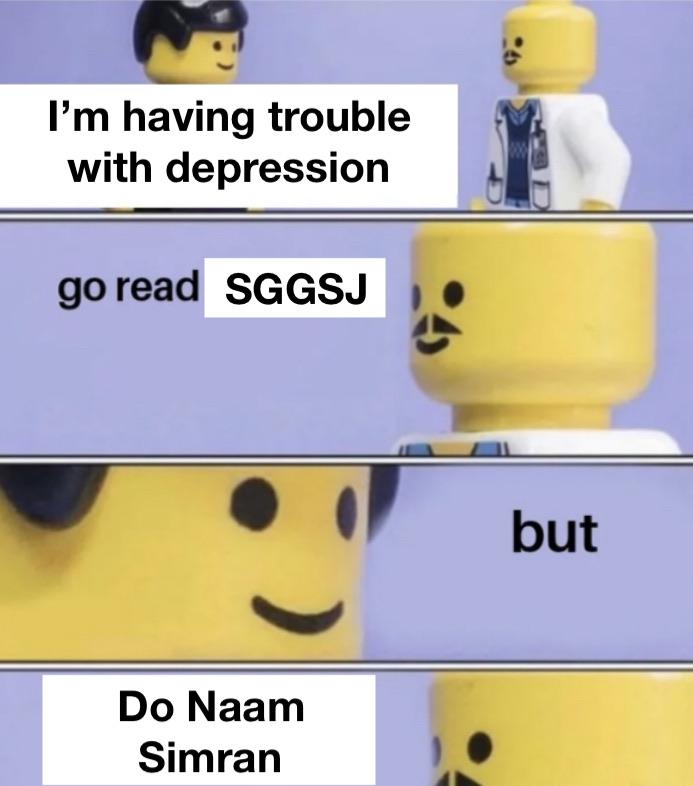 I’m having trouble
with depression
go read SGGSJ
but
Do Naam
Simran